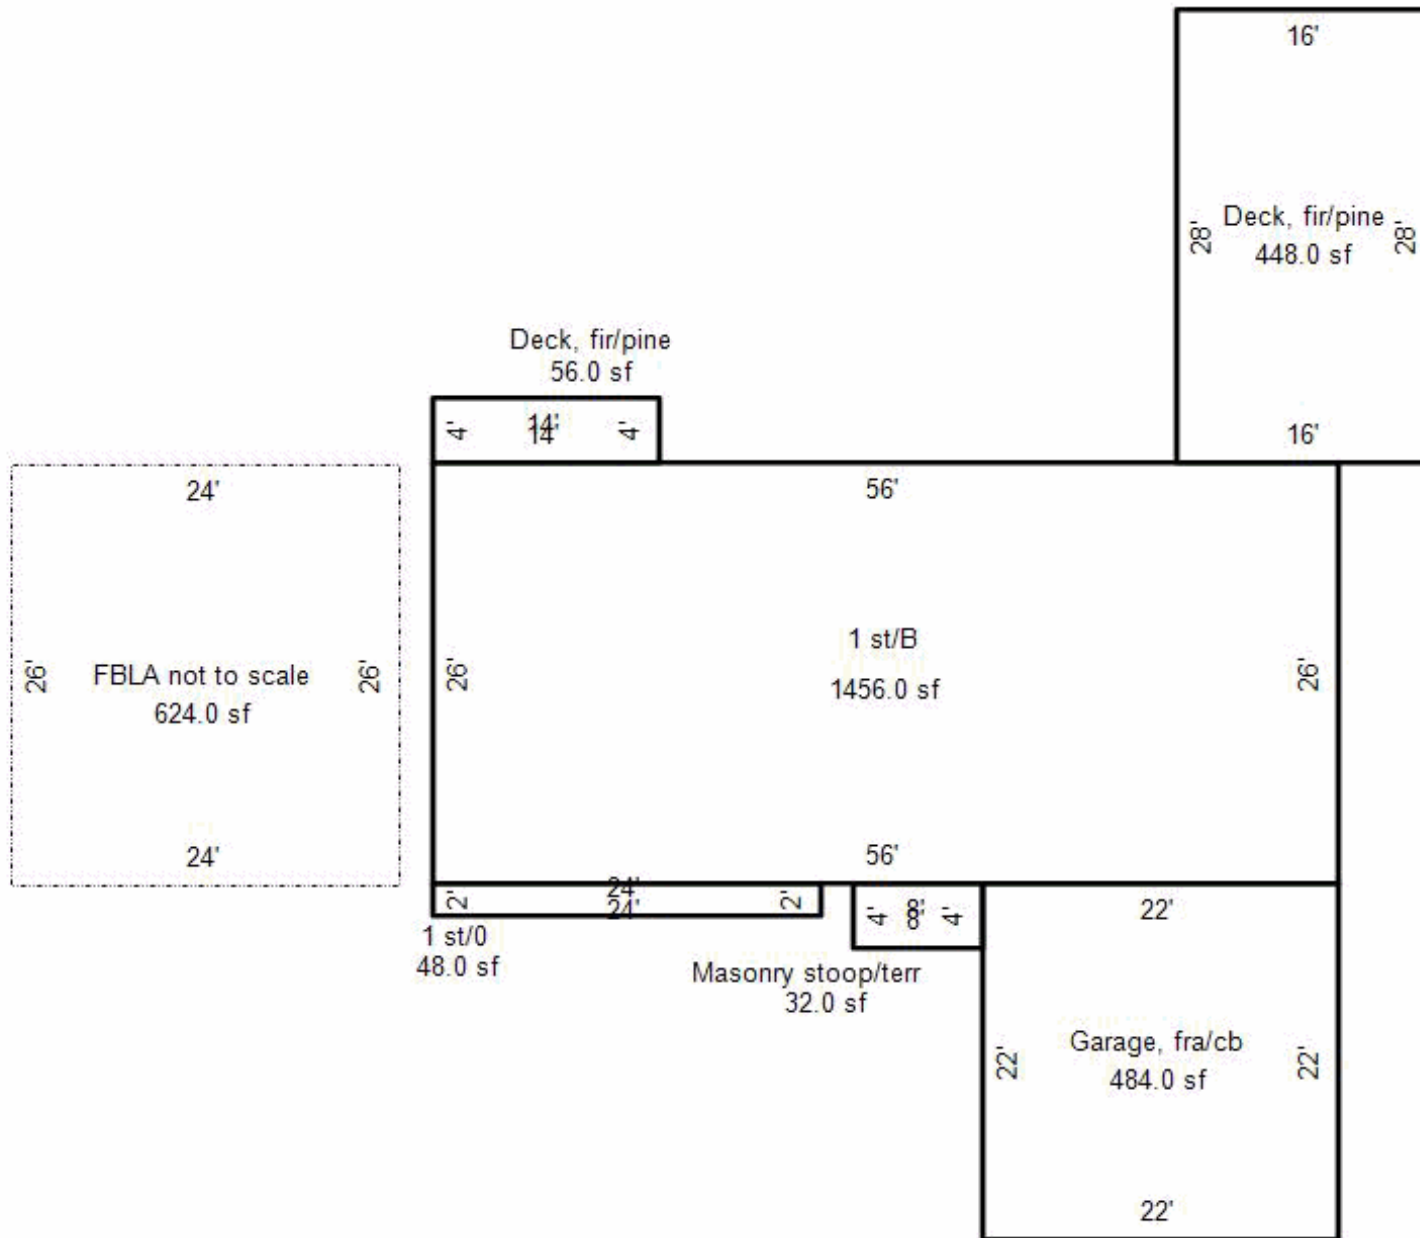 16'
Deck, fir/pine
448.0 sf
28'
28'
16'
Deck, fir/pine
56.0 sf
4'
14'
14'
4'
24'
26'
FBLA not to scale
624.0 sf
26'
24'
56'
26'
1 st/B
1456.0 sf
26'
56'
2'
24'
24'
2'
1 st/0
48.0 sf
4'
8'
8'
4'
Masonry stoop/terr
32.0 sf
22'
22'
Garage, fra/cb
484.0 sf
22'
22'